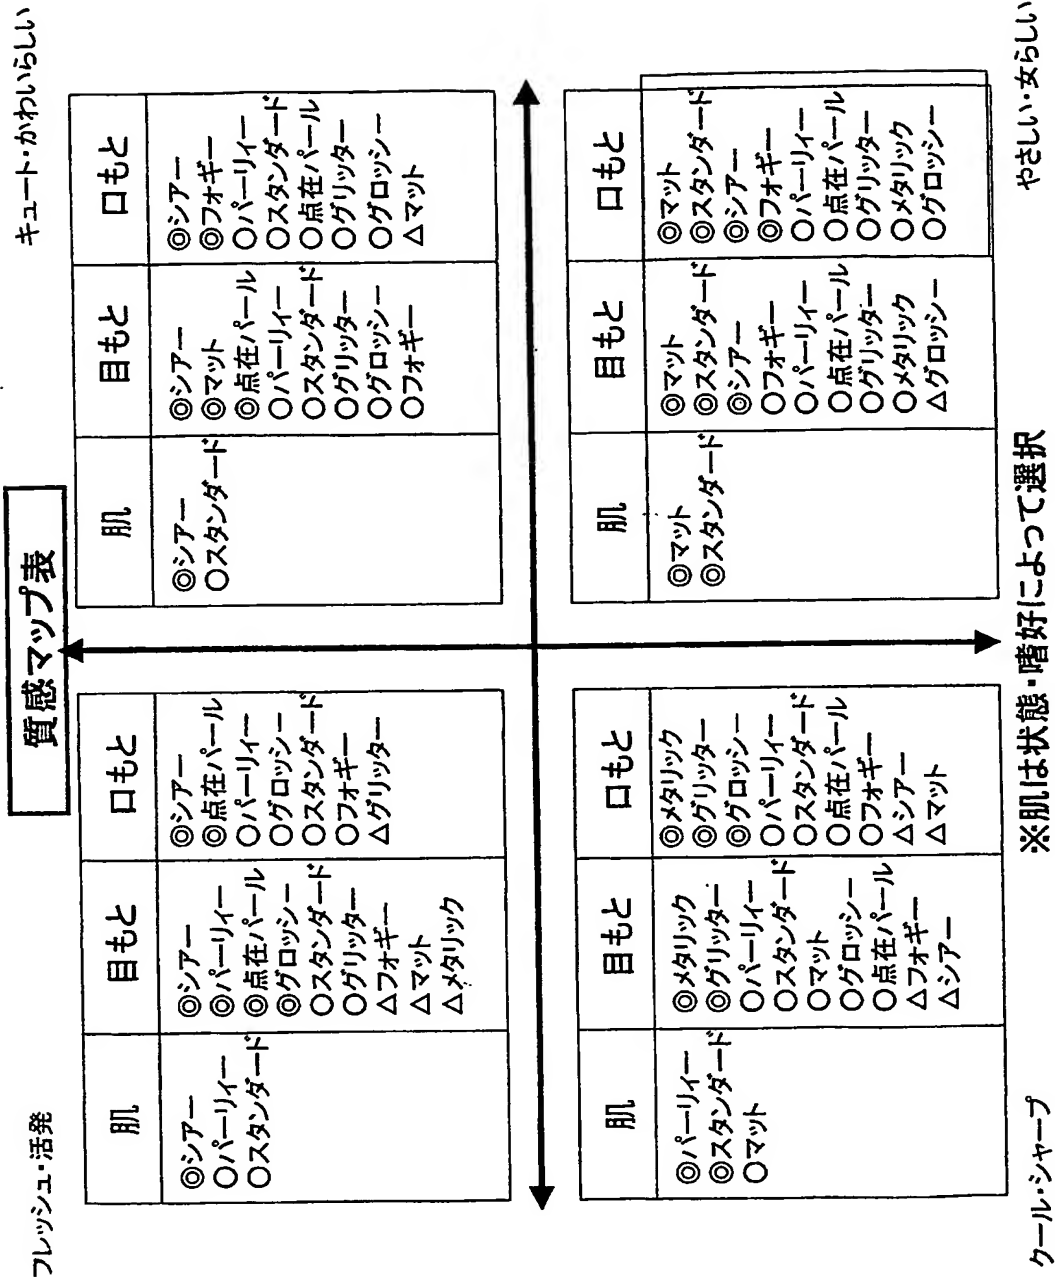 質感マップ表
フレッシュ・活発
肌
◎シアー
○パーリィー
○スタンダード
目もと
◎シアー
◎パーリィー
◎点在パール
◎グロッシー
○スタンダード
○グリッター
△フォギー
△マット
△メタリック
口もと
◎シアー
◎点在パール
○パーリィー
○グロッシー
○スタンダード
○フォギー
△グリッター
キュート・かわいらしい
肌
◎シアー
○スタンダード
目もと
◎シアー
◎マット
◎点在パール
○パーリィー
○スタンダード
○グリッター
○グロッシー
○フォギー
口もと
◎シアー
◎フォギー
○パーリィー
○スタンダード
○点在パール
○グリッター
○グロッシー
△マット
クール・シャープ
肌
◎パーリィー
◎スタンダード
○マット
目もと
◎メタリック
◎グリッター
○パーリィー
○スタンダード
○マット
○グロッシー
○点在パール
△フォギー
△シアー
口もと
◎メタリック
◎グリッター
◎グロッシー
○パーリィー
○スタンダード
○点在パール
○フォギー
△シアー
△マット
やさしい・女らしい
肌
◎マット
◎スタンダード
目もと
◎マット
◎スタンダード
◎シアー
○フォギー
○パーリィー
○点在パール
○グリッダー
○メタリック
△グロッシー
口もと
◎マット
◎スタンダード
◎シアー
◎フォギー
○パーリィー
○点在パール
○グリッター
○メタリック
○グロッシー
※肌は状態・嗜好によって選択